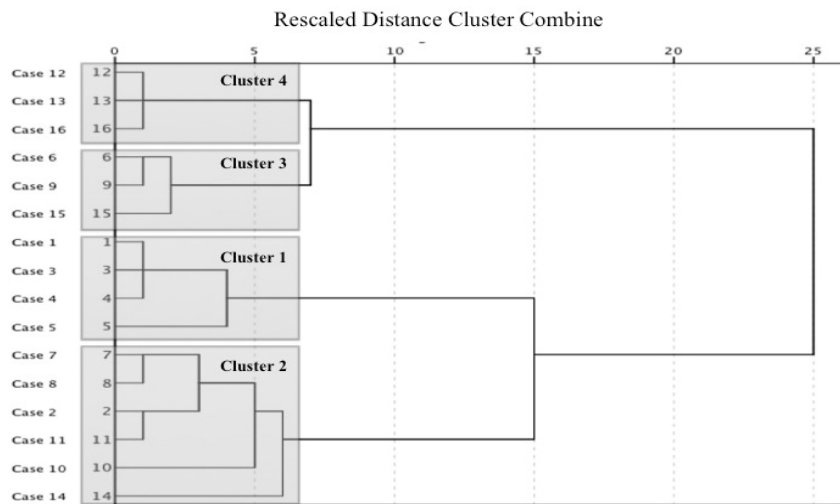 Rescaled Distance Cluster Combine
0 5 10 15 20 25
Case 12 12 Cluster 4
Case 13 13
Case 16 16
Case 6 6 Cluster 3
Case 9 9
Case 15 15
Case 1 1 Cluster 1
Case 3 3
Case 4 4
Case 5 5
Case 7 7 Cluster 2
Case 8 8
Case 2 2
Case 11 11
Case 10 10
Case 14 14